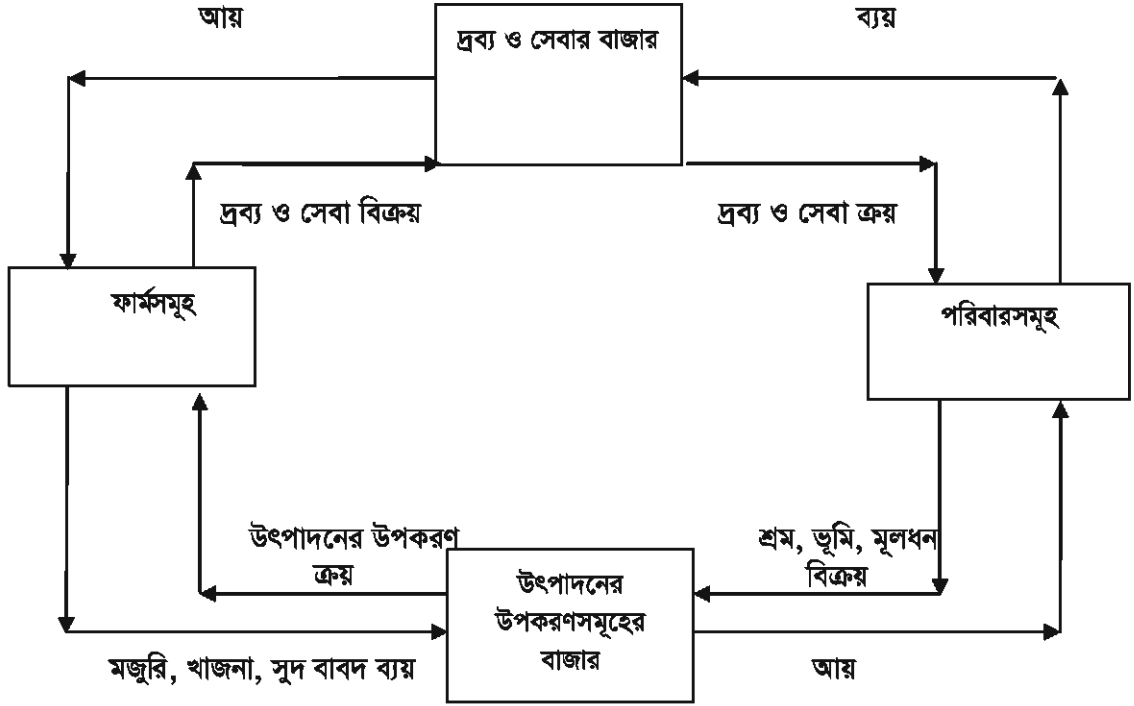 আয়
দ্রব্য ও সেবার বাজার
ব্যয়
দ্রব্য ও সেবা বিক্রয়
দ্রব্য ও সেবা ক্রয়
ফার্মসমূহ
পরিবারসমূহ
উৎপাদনের উপকরণ
ক্রয়
শ্রম, ভূমি, মূলধন
বিক্রয়
উৎপাদনের
উপকরণসমূহের
বাজার
মজুরি, খাজনা, সুদ বাবদ ব্যয়
আয়